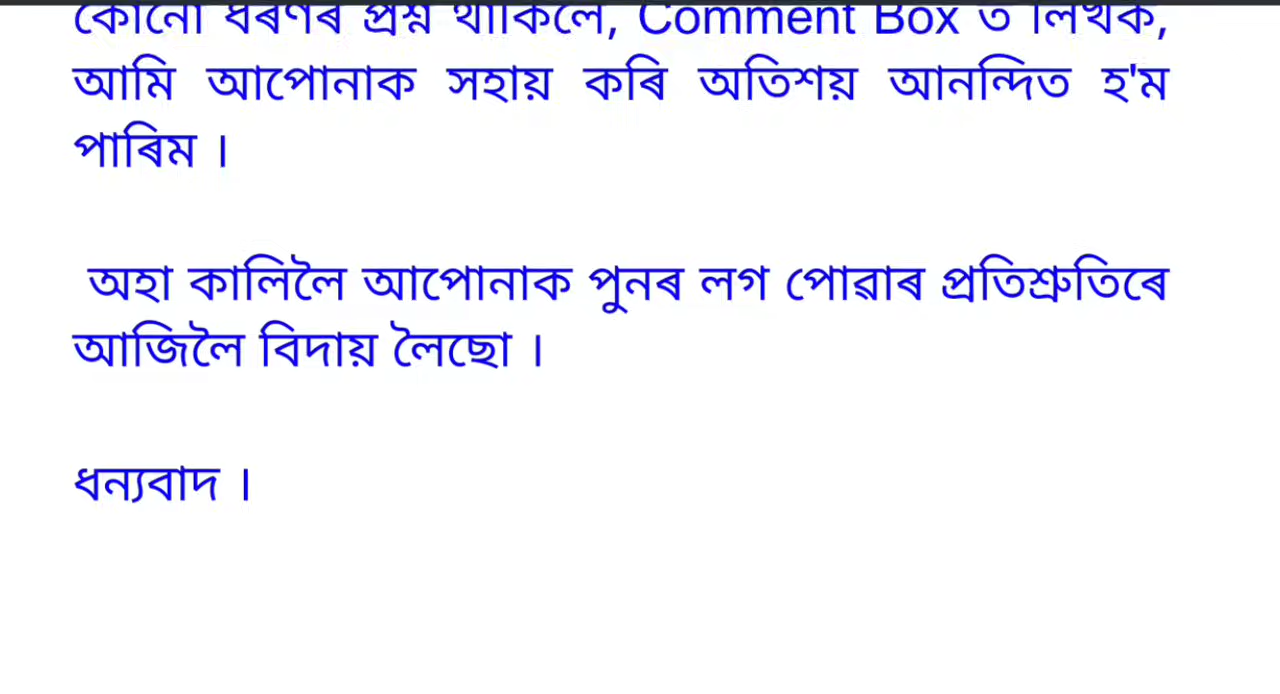 কোনো ধৰণৰ প্ৰশ্ন থাকিলে, Comment Box ত লিখক,
আমি আপোনাক সহায় কৰি অতিশয় আনন্দিত হ'ম
পাৰিম ।
অহা কালিলৈ আপোনাক পুনৰ লগ পোৱাৰ প্ৰতিশ্ৰুতিৰে
আজিলৈ বিদায় লৈছো ।
ধন্যবাদ ।